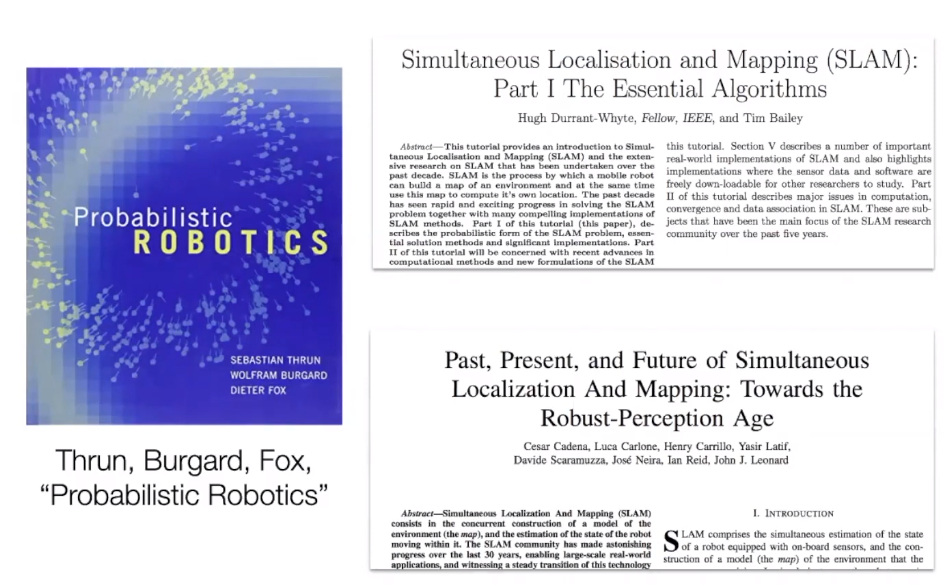 Probabilistic
ROBOTICS
SEBASTIAN THRUN
WOLFRAM BURGARD
DIETER FOX
Thrun, Burgard, Fox,
“Probabilistic Robotics”
Simultaneous Localisation and Mapping (SLAM):
Part I The Essential Algorithms
Hugh Durrant-Whyte, Fellow, IEEE, and Tim Bailey
Abstract—This tutorial provides an introduction to Simul-
taneous Localisation and Mapping (SLAM) and the exten-
sive research on SLAM that has been undertaken over the
past decade. SLAM is the process by which a mobile robot
can build a map of an environment and at the same time
use this map to compute it's own location. The past decade
has seen rapid and exciting progress in solving the SLAM
problem together with many compelling implementations of
SLAM methods. Part I of this tutorial (this paper), de-
scribes the probabilistic form of the SLAM problem, essen-
tial solution methods and significant implementations. Part
II of this tutorial will be concerned with recent advances in
computational methods and new formulations of the SLAM
this tutorial. Section V describes a number of important
real-world implementations of SLAM and also highlights
implementations where the sensor data and software are
freely down-loadable for other researchers to study. Part
II of this tutorial describes major issues in computation,
convergence and data association in SLAM. These are sub-
jects that have been the main focus of the SLAM research
community over the past five years.
Past, Present, and Future of Simultaneous
Localization And Mapping: Towards the
Robust-Perception Age
Cesar Cadena, Luca Carlone, Henry Carrillo, Yasir Latif,
Davide Scaramuzza, José Neira, Ian Reid, John J. Leonard
Abstract—Simultaneous Localization And Mapping (SLAM)
consists in the concurrent construction of a model of the
environment (the map), and the estimation of the state of the robot
moving within it. The SLAM community has made astonishing
progress over the last 30 years, enabling large-scale real-world
applications, and witnessing a steady transition of this technology
I. INTRODUCTION
SLAM comprises the simultaneous estimation of the state
of a robot equipped with on-board sensors, and the con-
struction of a model (the map) of the environment that the